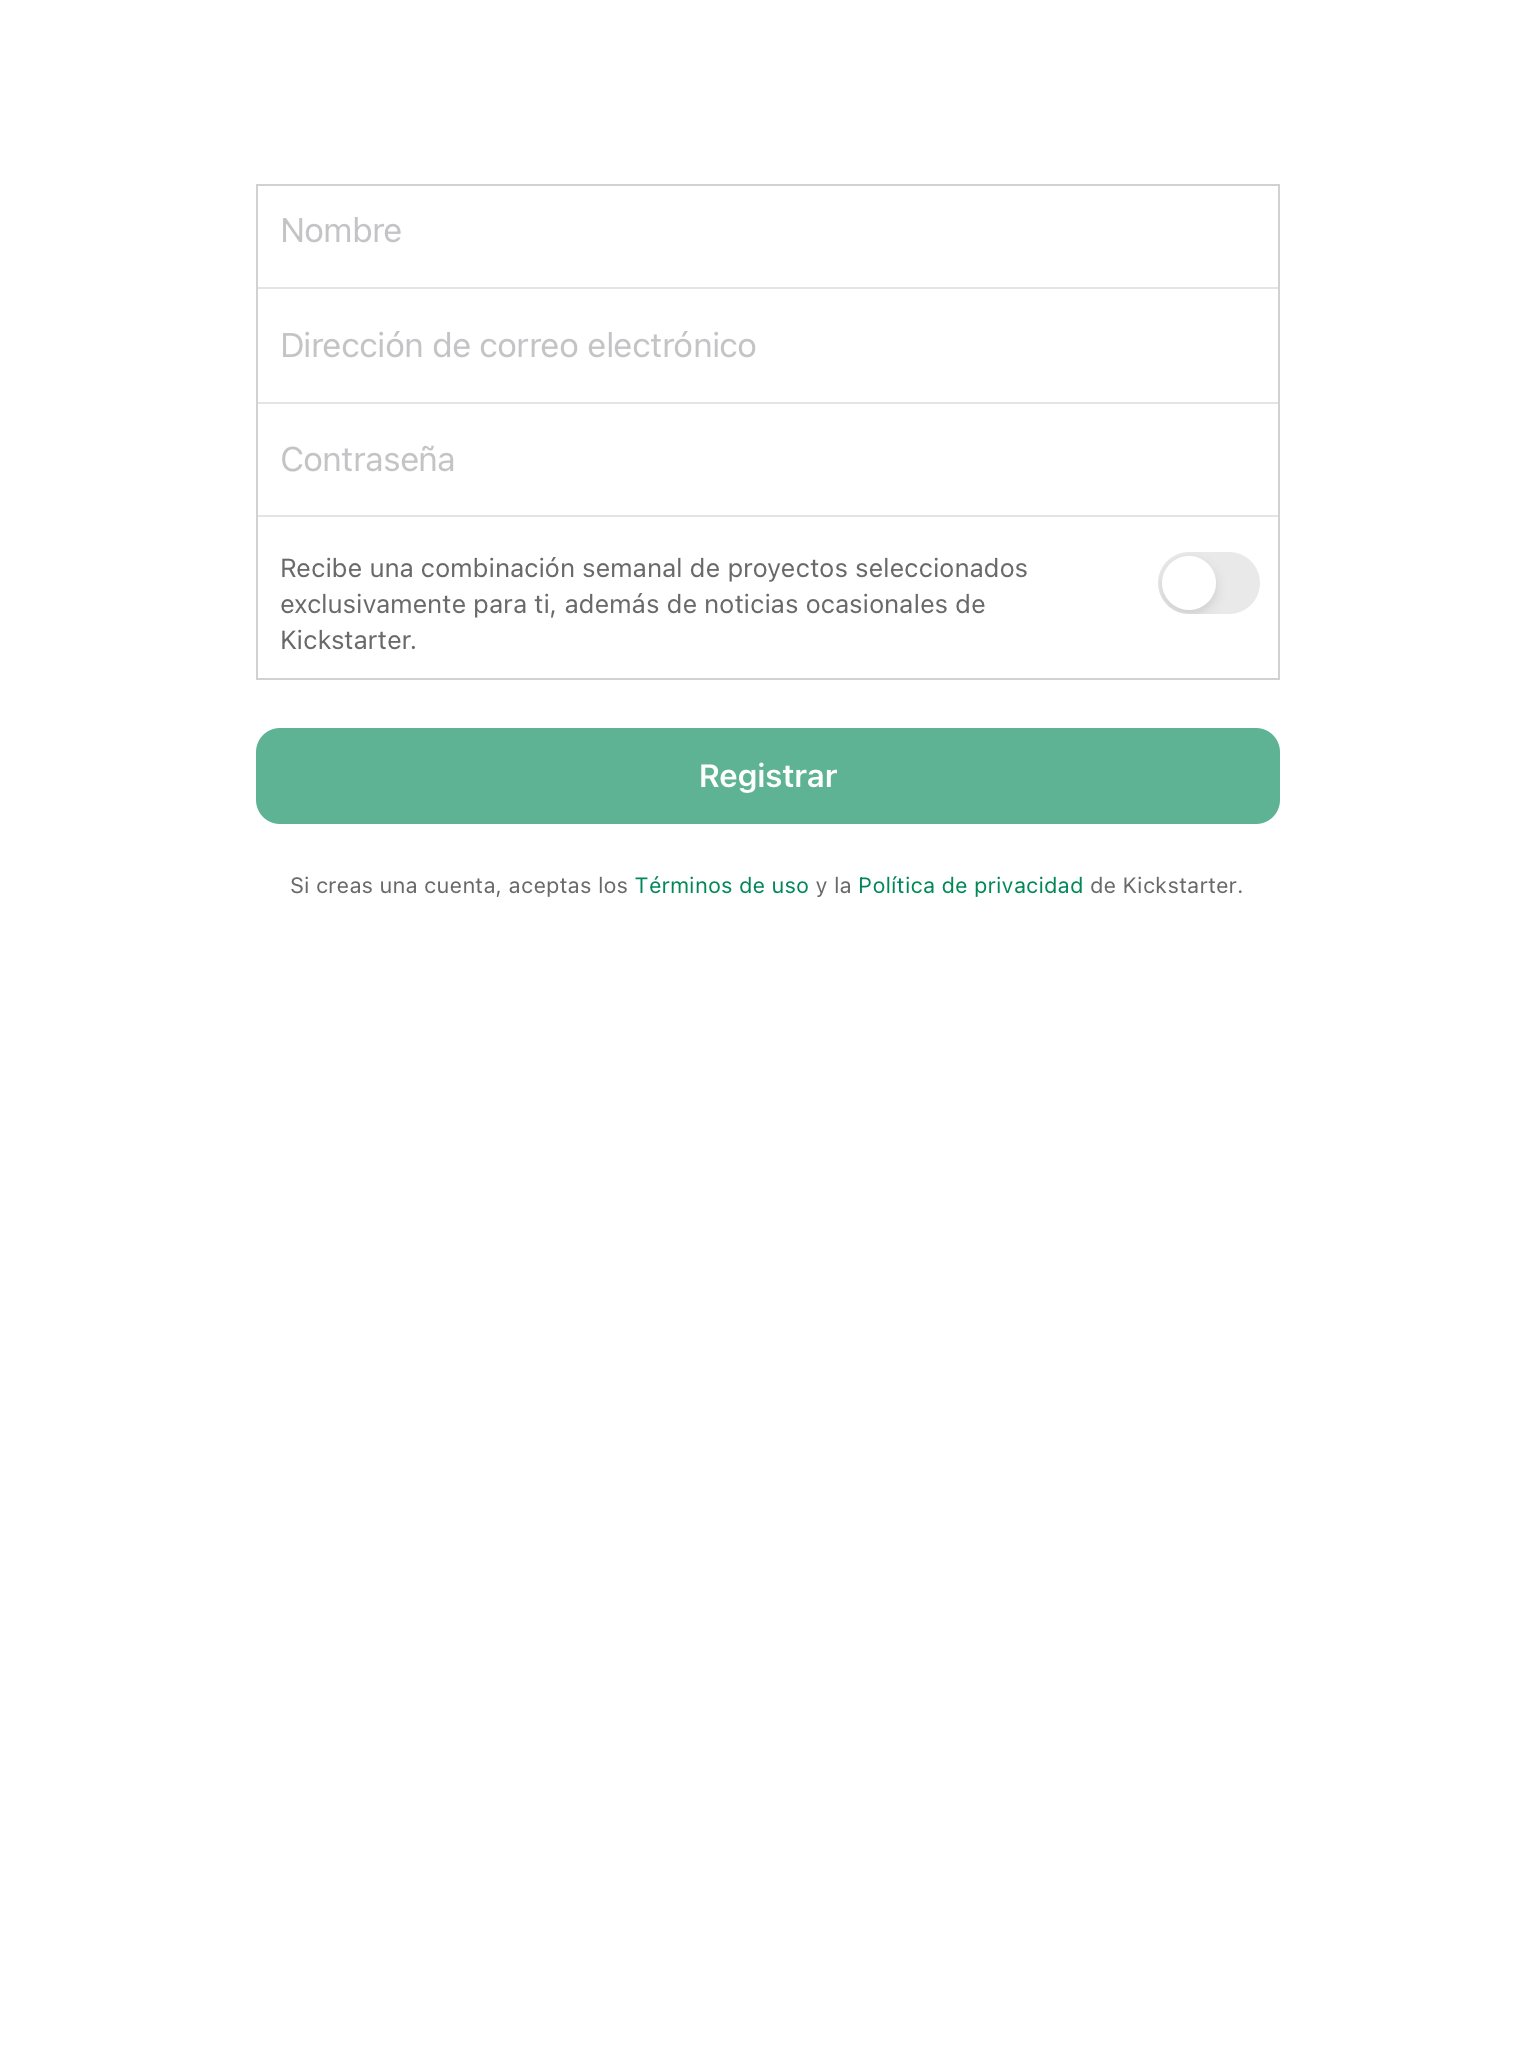 Nombre
Dirección de correo electrónico
Contraseña
Recibe una combinación semanal de proyectos seleccionados
exclusivamente para ti, además de noticias ocasionales de
Kickstarter.
Registrar
Si creas una cuenta, aceptas los Términos de uso y la Política de privacidad de Kickstarter.